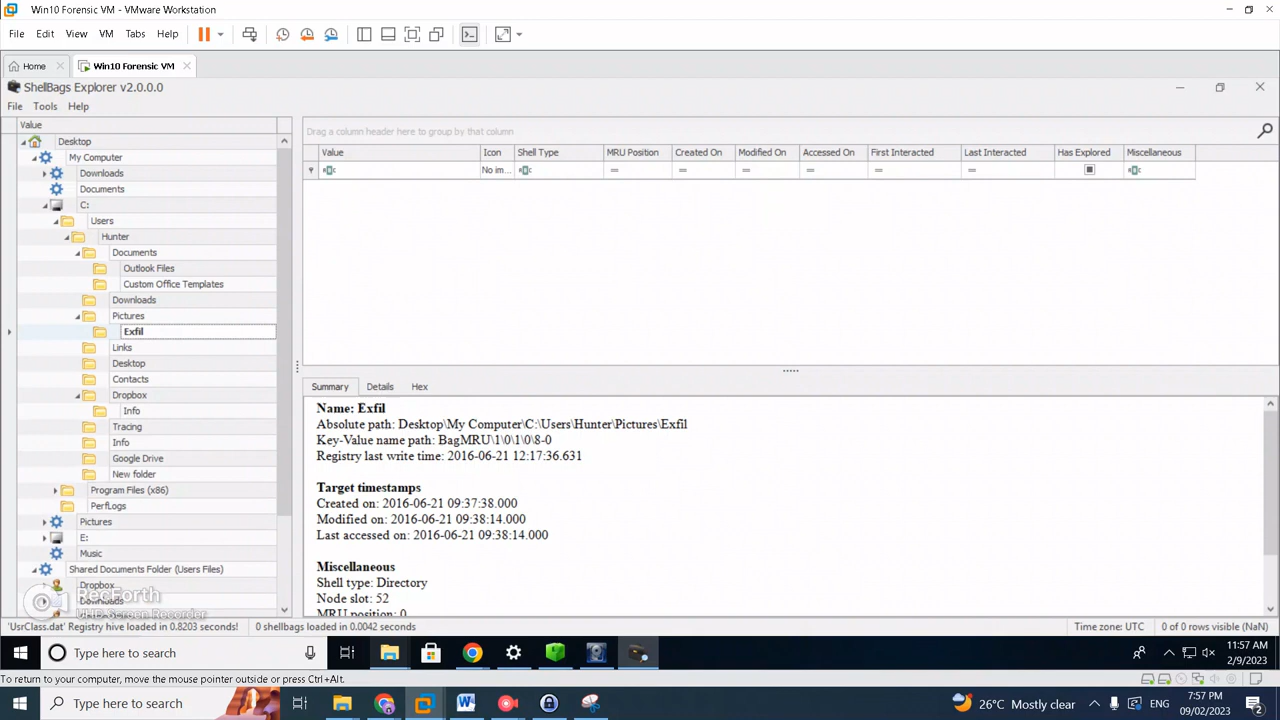 Win10 Forensic VM - VMware Workstation
File Edit View VM Tabs Help
Home Win10 Forensic VM
ShellBags Explorer v2.0.0.0
File Tools Help
Value
Desktop
My Computer
Downloads
Documents
C:
Users
Hunter
Documents
Outlook Files
Custom Office Templates
Downloads
Pictures
Exfil
Links
Desktop
Contacts
Dropbox
Info
Tracing
Info
Google Drive
New folder
Program Files (x86)
PerfLogs
Pictures
E:
Music
Shared Documents Folder (Users Files)
Dropbox
Downloads
RecForth
UHD Screen Recorder
Drag a column header here to group by that column
Value Icon Shell Type MRU Position Created On Modified On Accessed On First Interacted Last Interacted Has Explored Miscellaneous
No im... = = = = = =
Summary Details Hex
Name: Exfil
Absolute path: Desktop\My Computer\C:\Users\Hunter\Pictures\Exfil
Key-Value name path: BagMRU\1\0\1\0\8-0
Registry last write time: 2016-06-21 12:17:36.631
Target timestamps
Created on: 2016-06-21 09:37:38.000
Modified on: 2016-06-21 09:38:14.000
Last accessed on: 2016-06-21 09:38:14.000
Miscellaneous
Shell type: Directory
Node slot: 52
MRU position: 0
'UsrClass.dat' Registry hive loaded in 0.8203 seconds! 0 shellbags loaded in 0.0042 seconds Time zone: UTC 0 of 0 rows visible (NaN)
Type here to search 11:57 AM
2/9/2023
To return to your computer, move the mouse pointer outside or press Ctrl+Alt.
Type here to search 26°C Mostly clear ENG 7:57 PM
09/02/2023
2